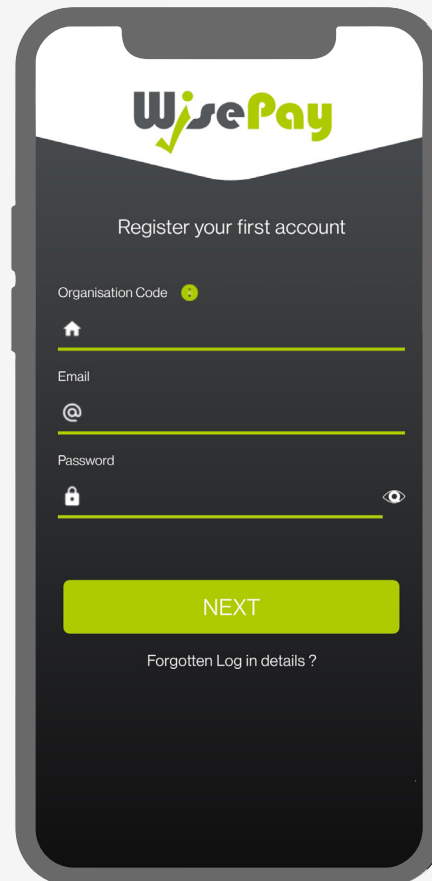 WisePay
Register your first account
Organisation Code
Email
@
Password
NEXT
Forgotten Log in details ?